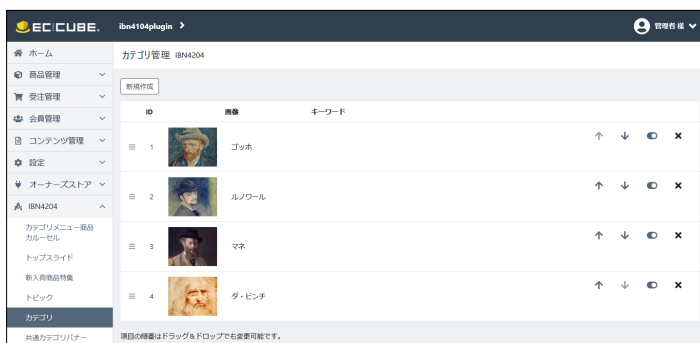 EC CUBE. ibn4104plugin 管理者 様
ホーム
商品管理
受注管理
会員管理
コンテンツ管理
設定
オーナーズストア
IBN4204
カテゴリメニュー商品
カルーセル
トップスライド
新入荷商品特集
トピック
カテゴリ
共通カテゴリバナー
カテゴリ管理 IBN4204
新規作成
ID 画像 キーワード
1 ゴッホ
2 ルノワール
3 マネ
4 ダ・ビンチ
項目の順番はドラッグ＆ドロップでも変更可能です。